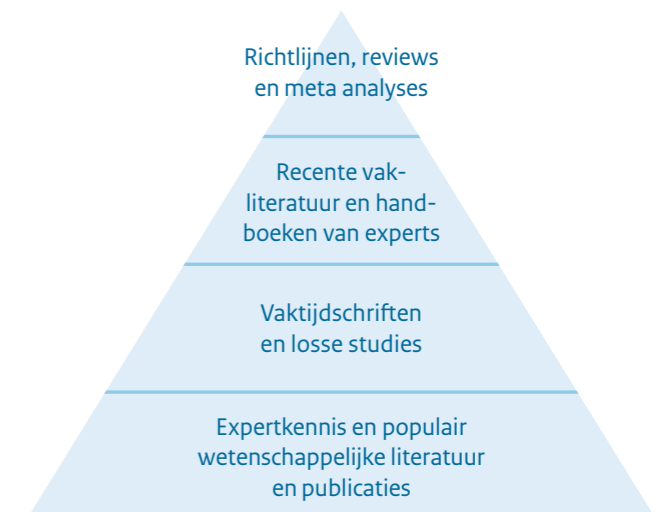 Richtlijnen, reviews
en meta analyses
Recente vak-
literatuur en hand-
boeken van experts
Vaktijdschriften
en losse studies
Expertkennis en populair
wetenschappelijke literatuur
en publicaties